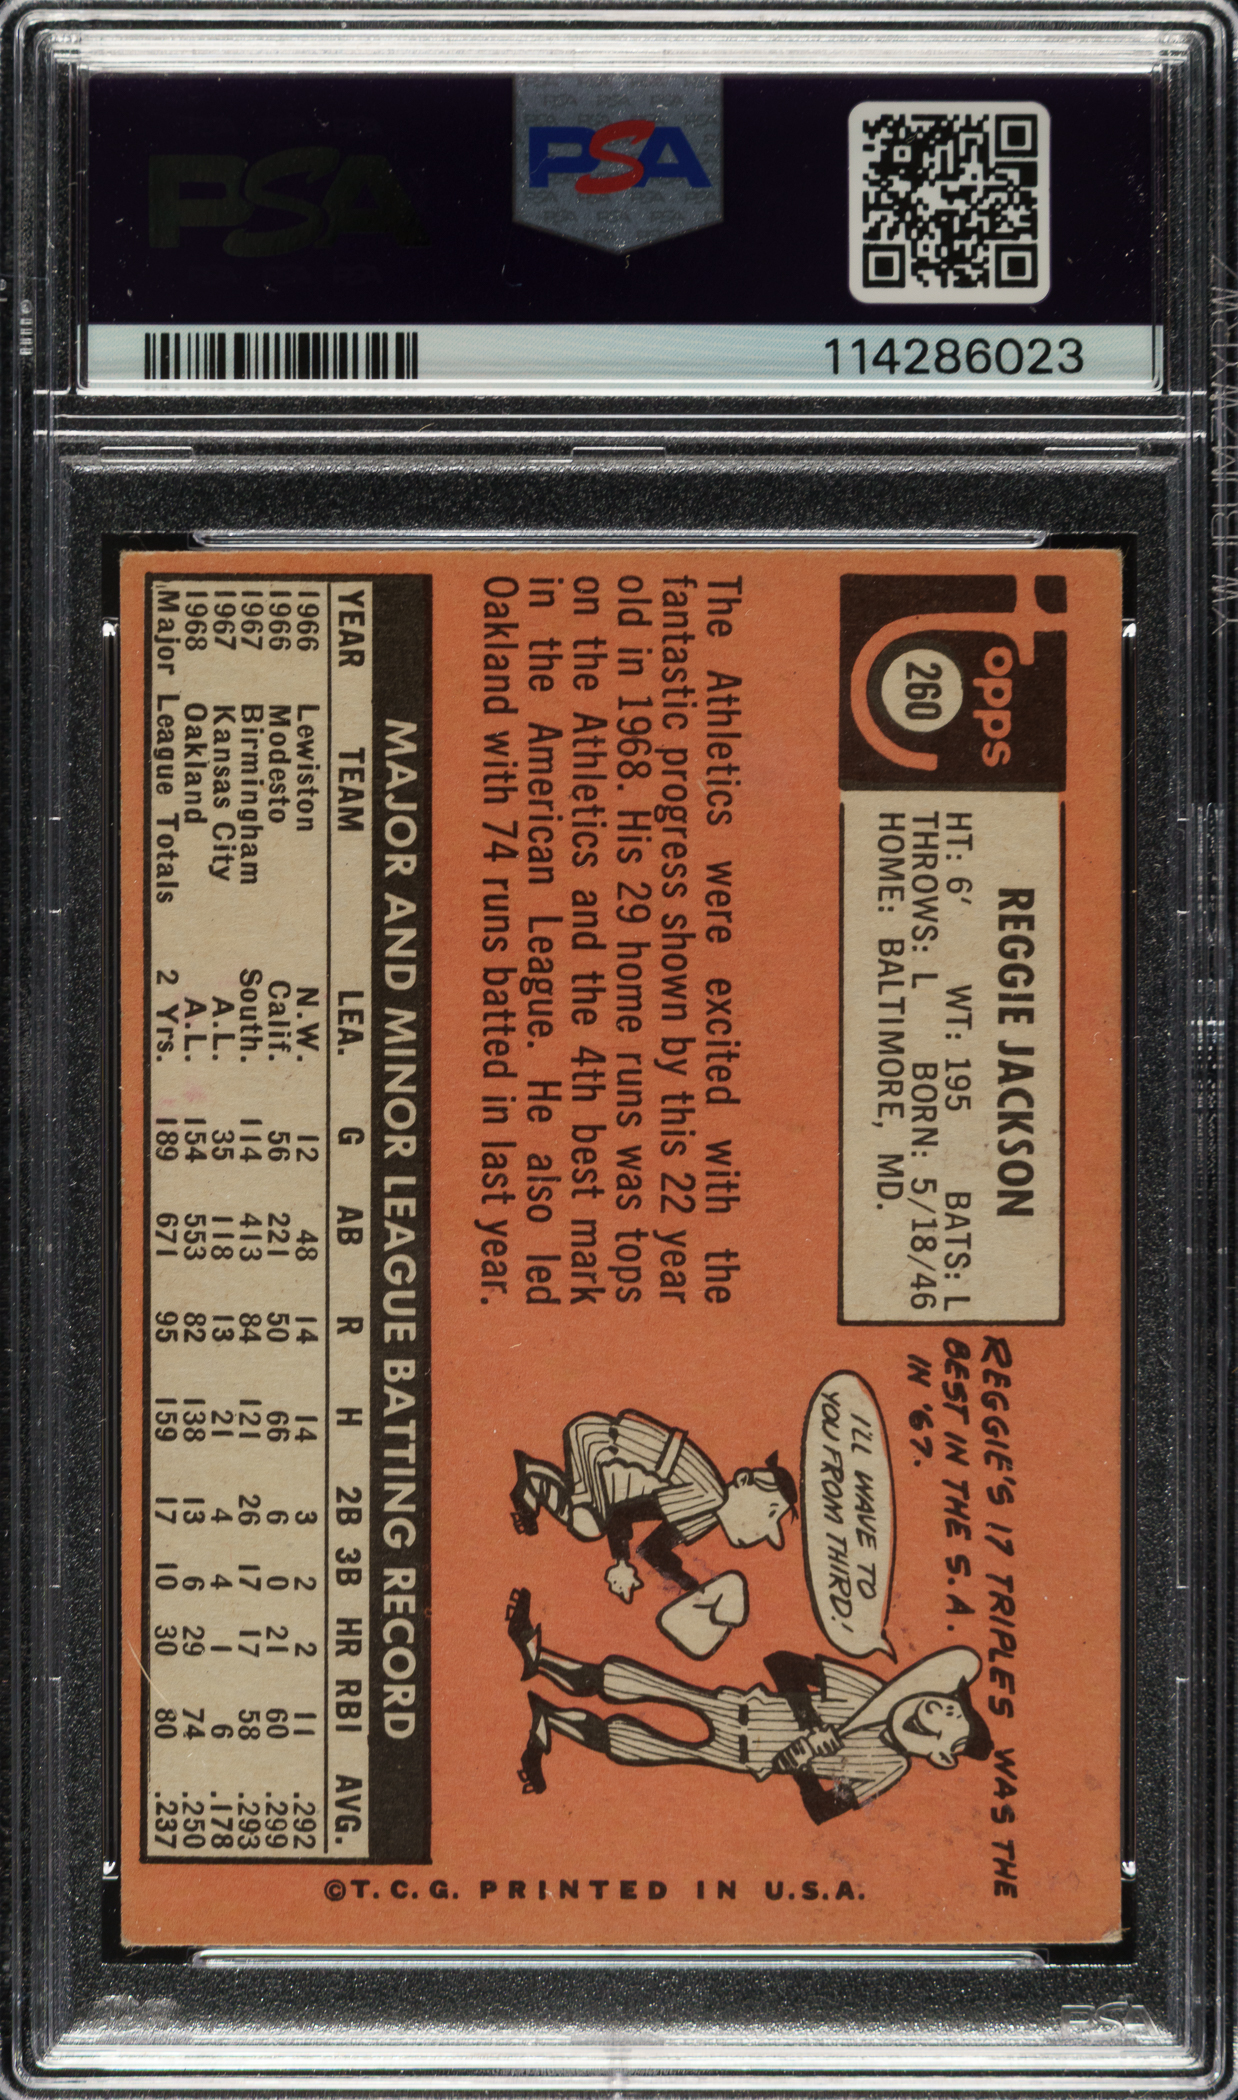 PSA
PSA
114286023
Topps
260
REGGIE JACKSON
HT: 6' WT: 195 BATS: L
THROWS: L BORN: 5/18/46
HOME: BALTIMORE, MD.
REGGIE'S 17 TRIPLES WAS THE
BEST IN THE S.A.
IN '67.
I'LL WAVE TO
YOU FROM THIRD!
The Athletics were excited with the
fantastic progress shown by this 22 year
old in 1968. His 29 home runs was tops
on the Athletics and the 4th best mark
in the American League. He also led
Oakland with 74 runs batted in last year.
MAJOR AND MINOR LEAGUE BATTING RECORD
YEAR TEAM LEA. G AB R H 2B 3B HR RBI AVG.
1966 Lewiston N.W. 12 48 14 14 3 2 2 11 .292
1966 Modesto Calif. 56 221 50 66 6 0 21 60 .299
1967 Birmingham South. 114 413 84 121 26 17 17 58 .293
1967 Kansas City A.L. 35 118 13 21 4 4 1 6 .178
1968 Oakland A.L. 154 553 82 138 13 6 29 74 .250
Major League Totals 2 Yrs. 189 671 95 159 17 10 30 80 .237
©T.C.G. PRINTED IN U.S.A.
PSA